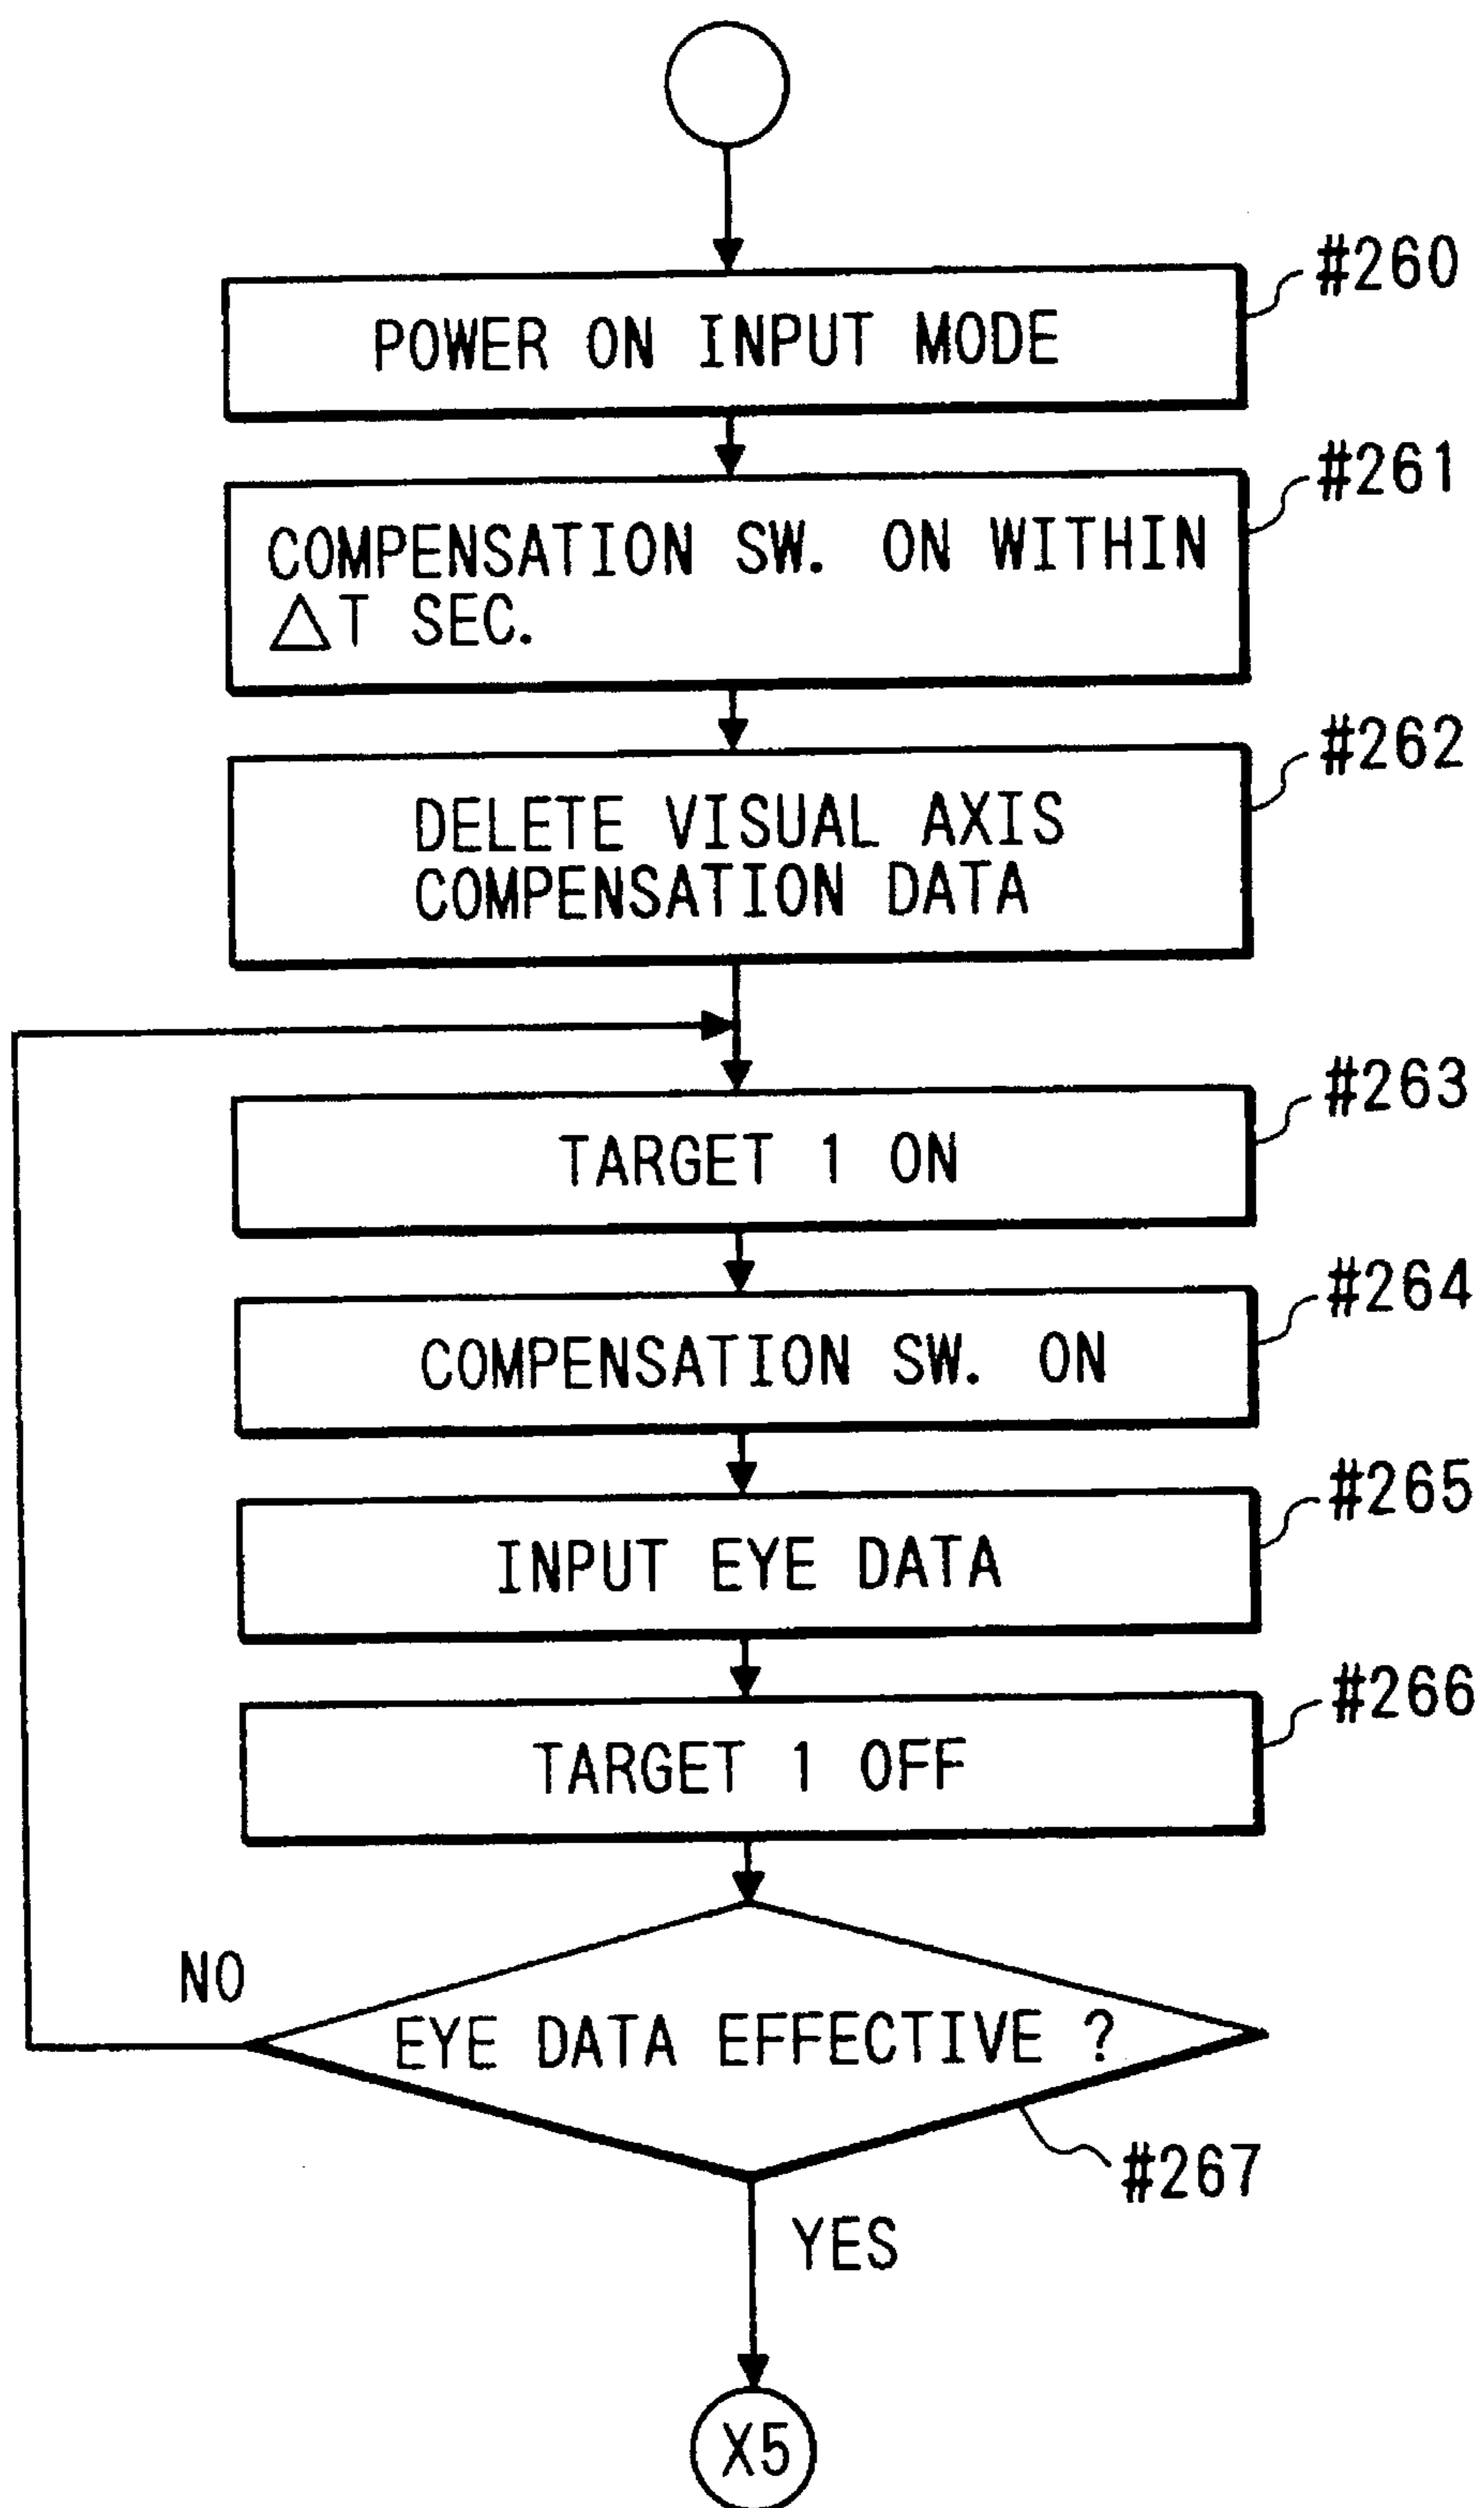 #260
POWER ON INPUT MODE
#261
COMPENSATION SW. ON WITHIN
△T SEC.
#262
DELETE VISUAL AXIS
COMPENSATION DATA
#263
TARGET 1 ON
#264
COMPENSATION SW. ON
#265
INPUT EYE DATA
#266
TARGET 1 OFF
NO
EYE DATA EFFECTIVE ?
#267
YES
X5